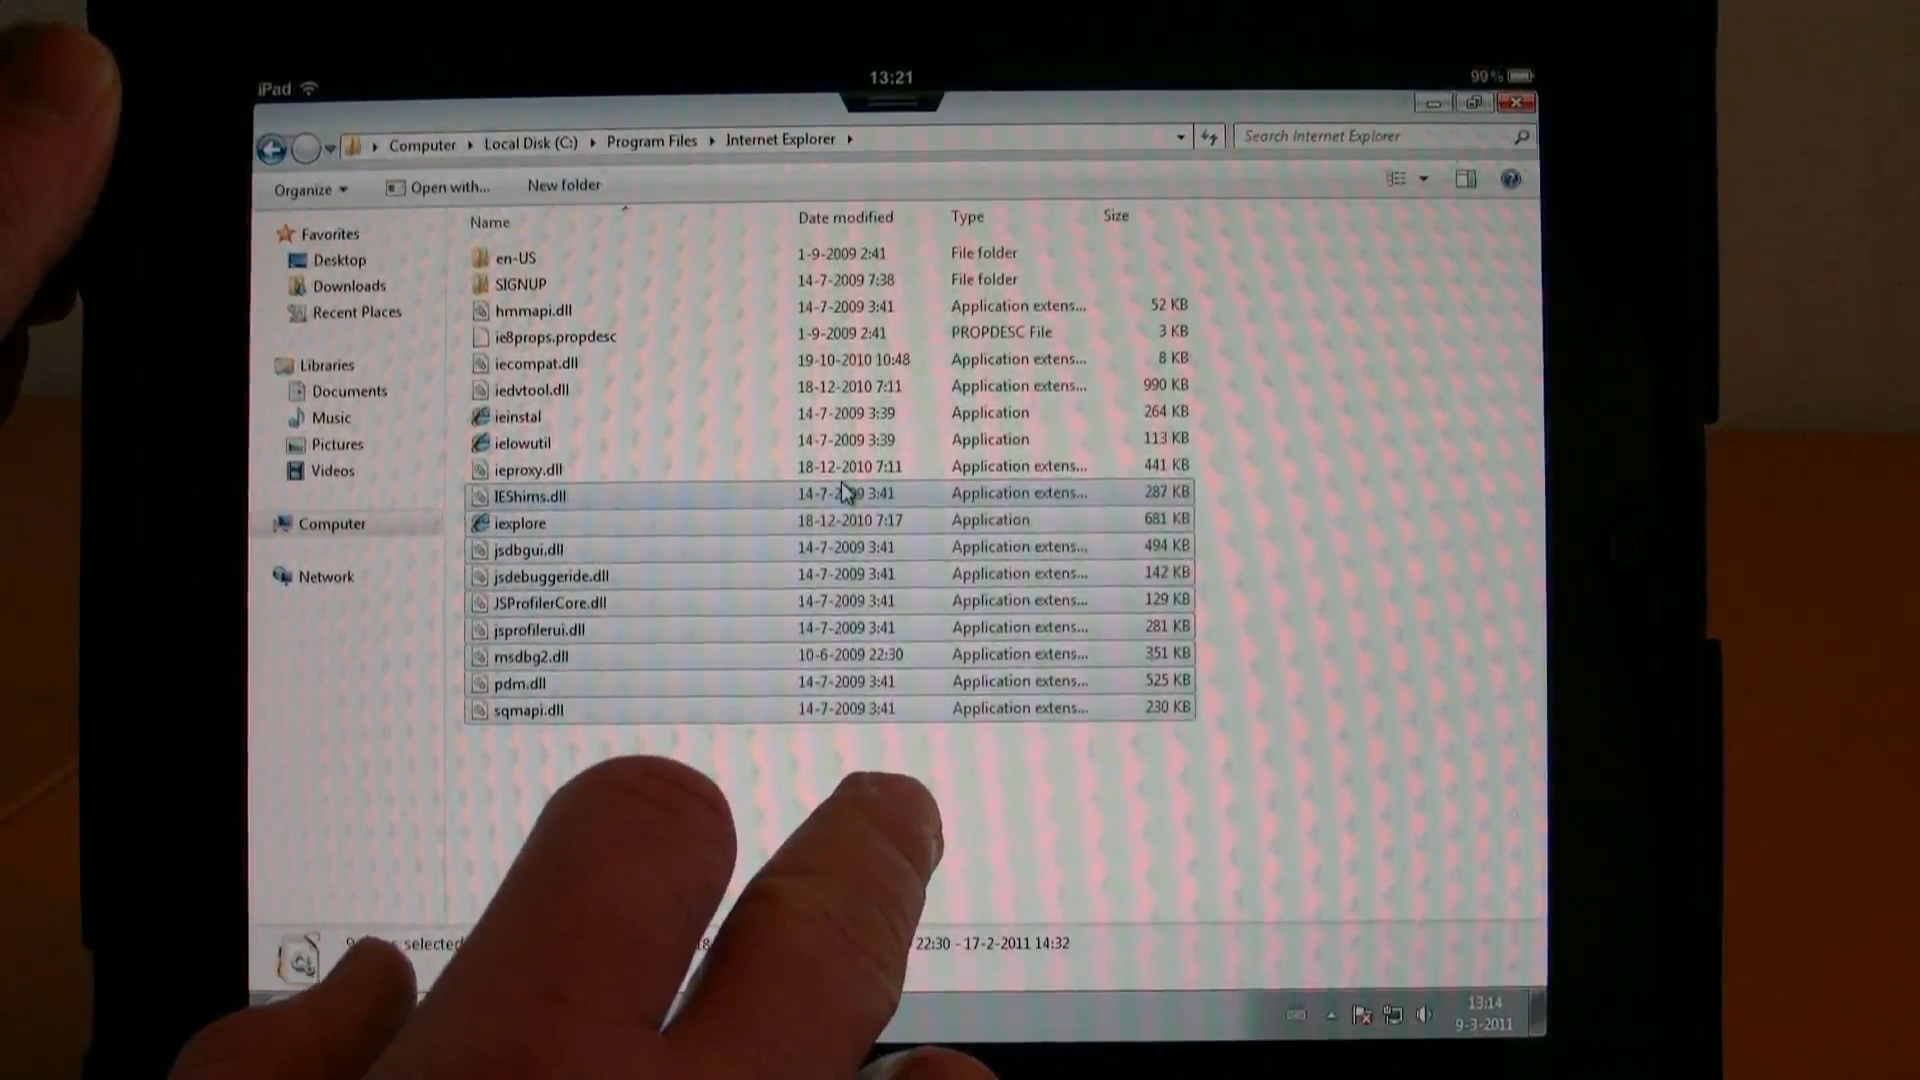 iPad 13:21 99%
Computer Local Disk (C:) Program Files Internet Explorer Search Internet Explorer
Organize Open with... New folder
Name Date modified Type Size
Favorites
Desktop
Downloads
Recent Places
Libraries
Documents
Music
Pictures
Videos
Computer
Network
en-US 1-9-2009 2:41 File folder
SIGNUP 14-7-2009 7:38 File folder
hmmapi.dll 14-7-2009 3:41 Application extens... 52 KB
ie8props.propdesc 1-9-2009 2:41 PROPDESC File 3 KB
iecompat.dll 19-10-2010 10:48 Application extens... 8 KB
iedvtool.dll 18-12-2010 7:11 Application extens... 990 KB
ieinstal 14-7-2009 3:39 Application 264 KB
ielowutil 14-7-2009 3:39 Application 113 KB
ieproxy.dll 18-12-2010 7:11 Application extens... 441 KB
IEShims.dll 14-7-2009 3:41 Application extens... 287 KB
iexplore 18-12-2010 7:17 Application 681 KB
jsdbgui.dll 14-7-2009 3:41 Application extens... 494 KB
jsdebuggeride.dll 14-7-2009 3:41 Application extens... 142 KB
JSProfilerCore.dll 14-7-2009 3:41 Application extens... 129 KB
jsprofilerui.dll 14-7-2009 3:41 Application extens... 281 KB
msdbg2.dll 10-6-2009 22:30 Application extens... 351 KB
pdm.dll 14-7-2009 3:41 Application extens... 525 KB
sqmapi.dll 14-7-2009 3:41 Application extens... 230 KB
9 selected 22:30 - 17-2-2011 14:32
13:14
9-3-2011